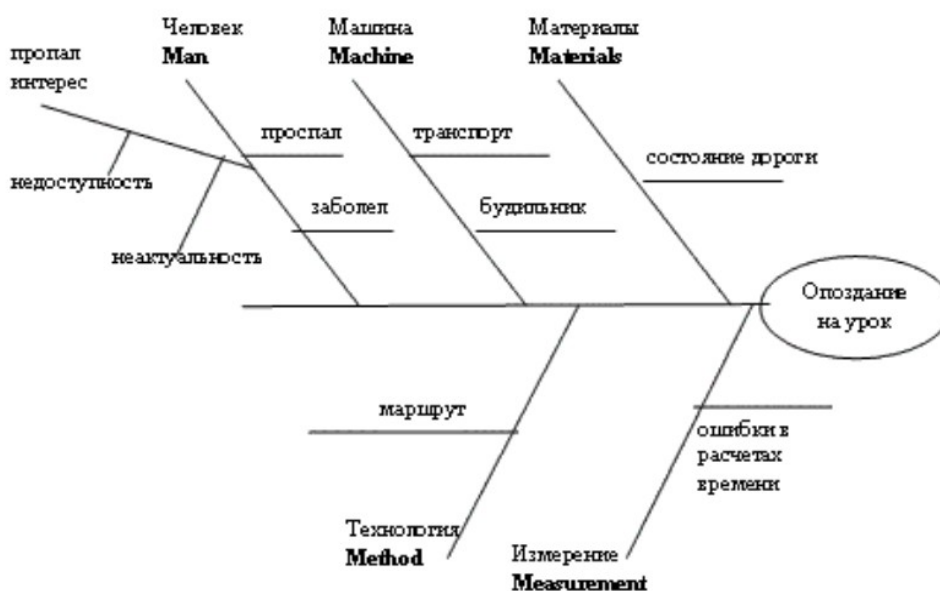 Человек
Man
Машина
Machine
Материалы
Materials
пропал
интерес
проспал
транспорт
состояние дороги
недоступность
заболел
будильник
неактуальность
Опоздание
на урок
маршрут
ошибки в
расчетах
времени
Технология
Method
Измерение
Measurement